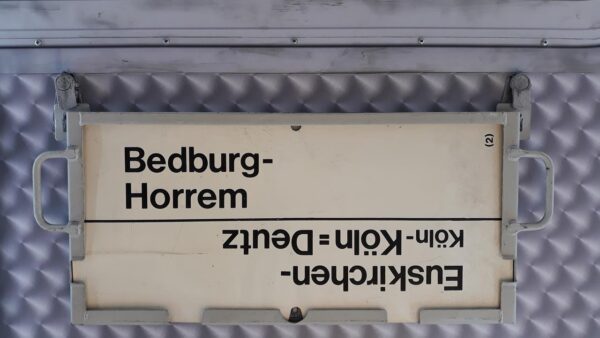 Bedburg-
Horrem
(2)
Euskirchen-
Köln-Köln=Deutz